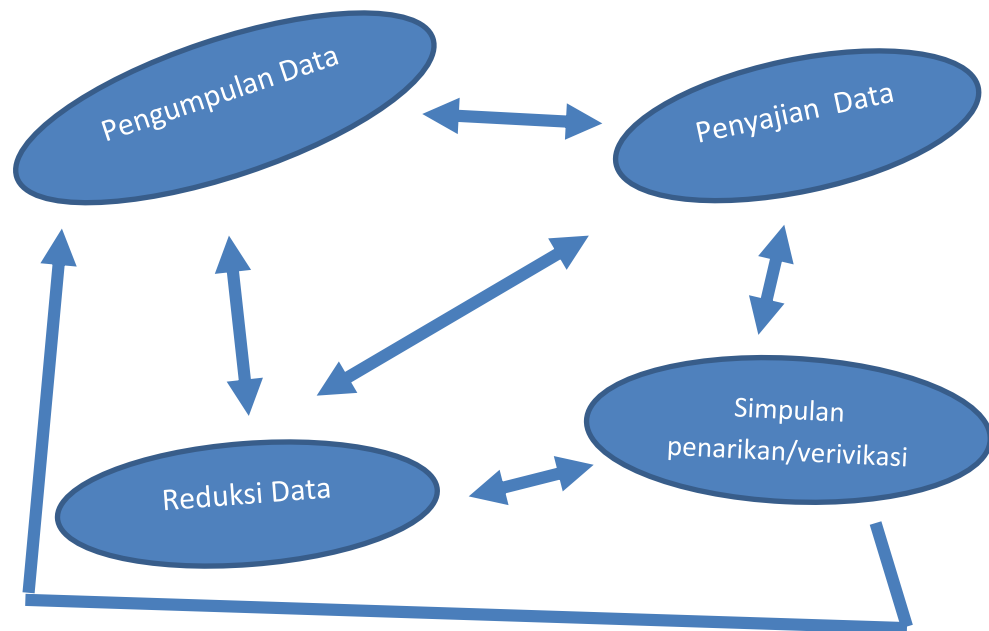 Pengumpulan Data
Penyajian Data
Simpulan
penarikan/verivikasi
Reduksi Data